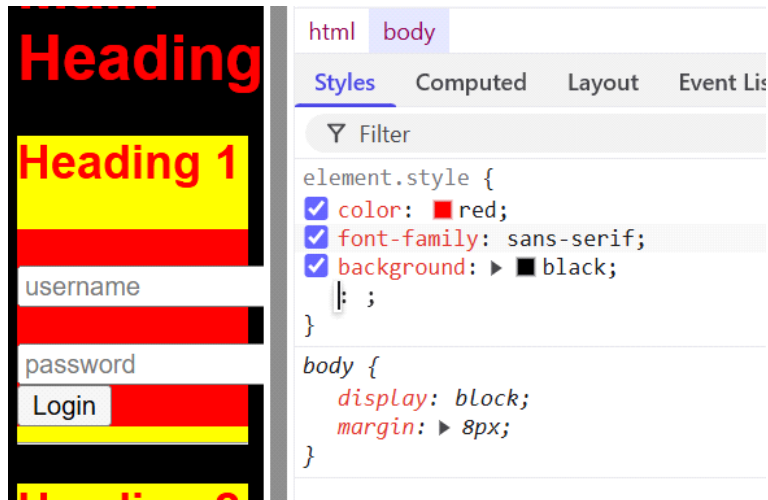 Heading
Heading 1
username
password
Login
html body
Styles Computed Layout
Filter
element.style {
color: red;
font-family: sans-serif;
background: black;
: ;
}
body {
display: block;
margin: 8px;
}